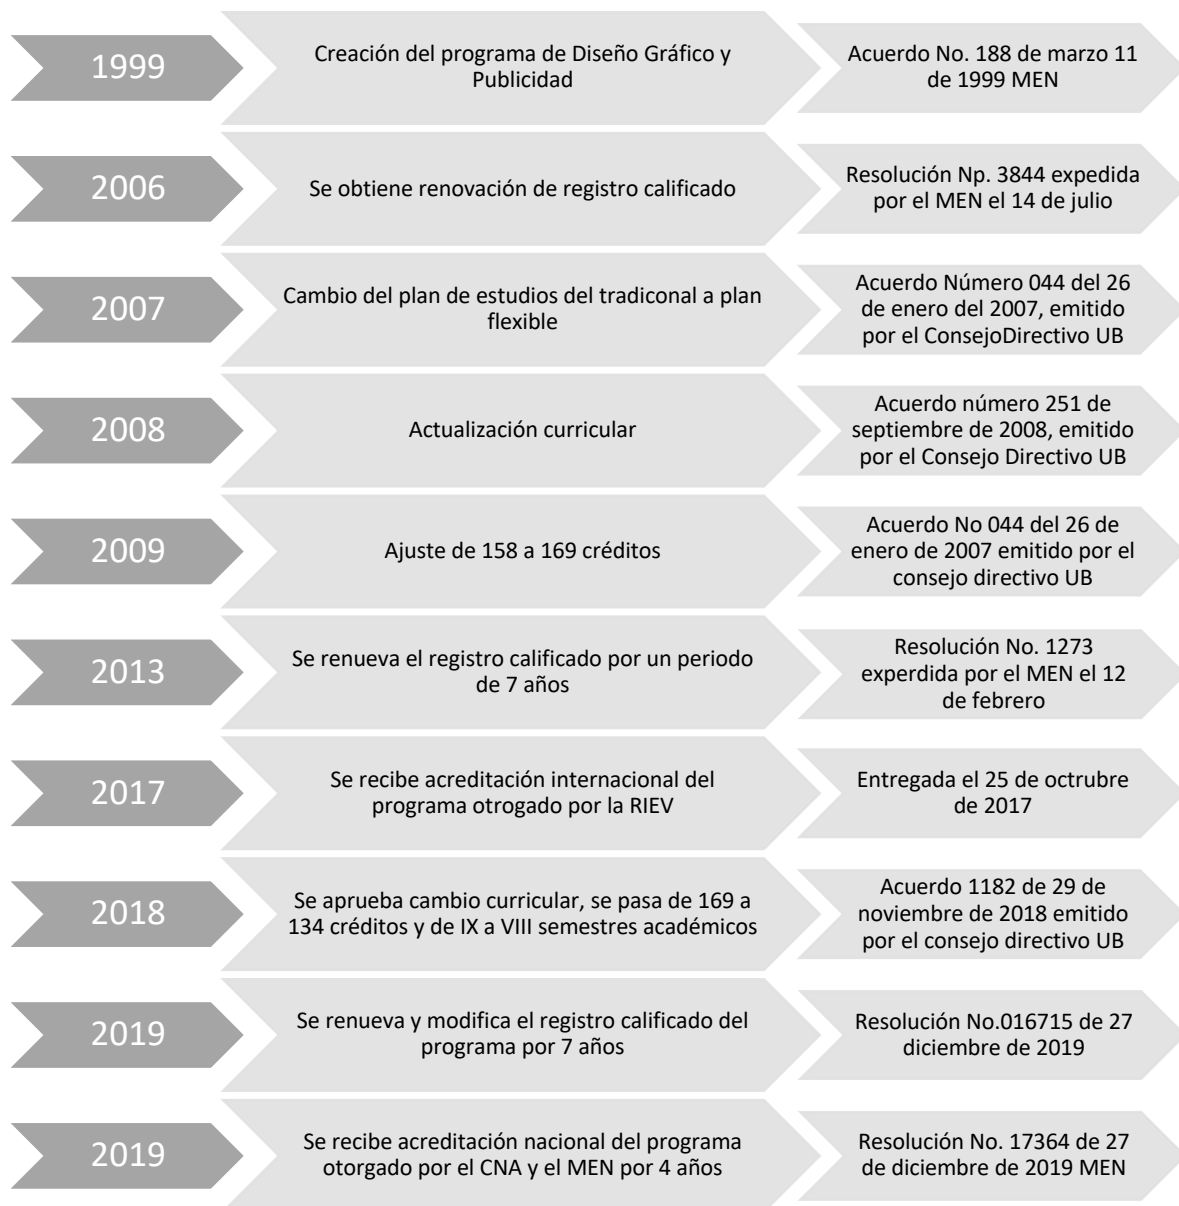 1999
Creación del programa de Diseño Gráfico y
Publicidad
Acuerdo No. 188 de marzo 11
de 1999 MEN
2006
Se obtiene renovación de registro calificado
Resolución Np. 3844 expedida
por el MEN el 14 de julio
2007
Cambio del plan de estudios del tradiconal a plan
flexible
Acuerdo Número 044 del 26
de enero del 2007, emitido
por el ConsejoDirectivo UB
2008
Actualización curricular
Acuerdo número 251 de
septiembre de 2008, emitido
por el Consejo Directivo UB
2009
Ajuste de 158 a 169 créditos
Acuerdo No 044 del 26 de
enero de 2007 emitido por el
consejo directivo UB
2013
Se renueva el registro calificado por un periodo
de 7 años
Resolución No. 1273
experdida por el MEN el 12
de febrero
2017
Se recibe acreditación internacional del
programa otrogado por la RIEV
Entregada el 25 de octrubre
de 2017
2018
Se aprueba cambio curricular, se pasa de 169 a
134 créditos y de IX a VIII semestres académicos
Acuerdo 1182 de 29 de
noviembre de 2018 emitido
por el consejo directivo UB
2019
Se renueva y modifica el registro calificado del
programa por 7 años
Resolución No.016715 de 27
diciembre de 2019
2019
Se recibe acreditación nacional del programa
otorgado por el CNA y el MEN por 4 años
Resolución No. 17364 de 27
de diciembre de 2019 MEN